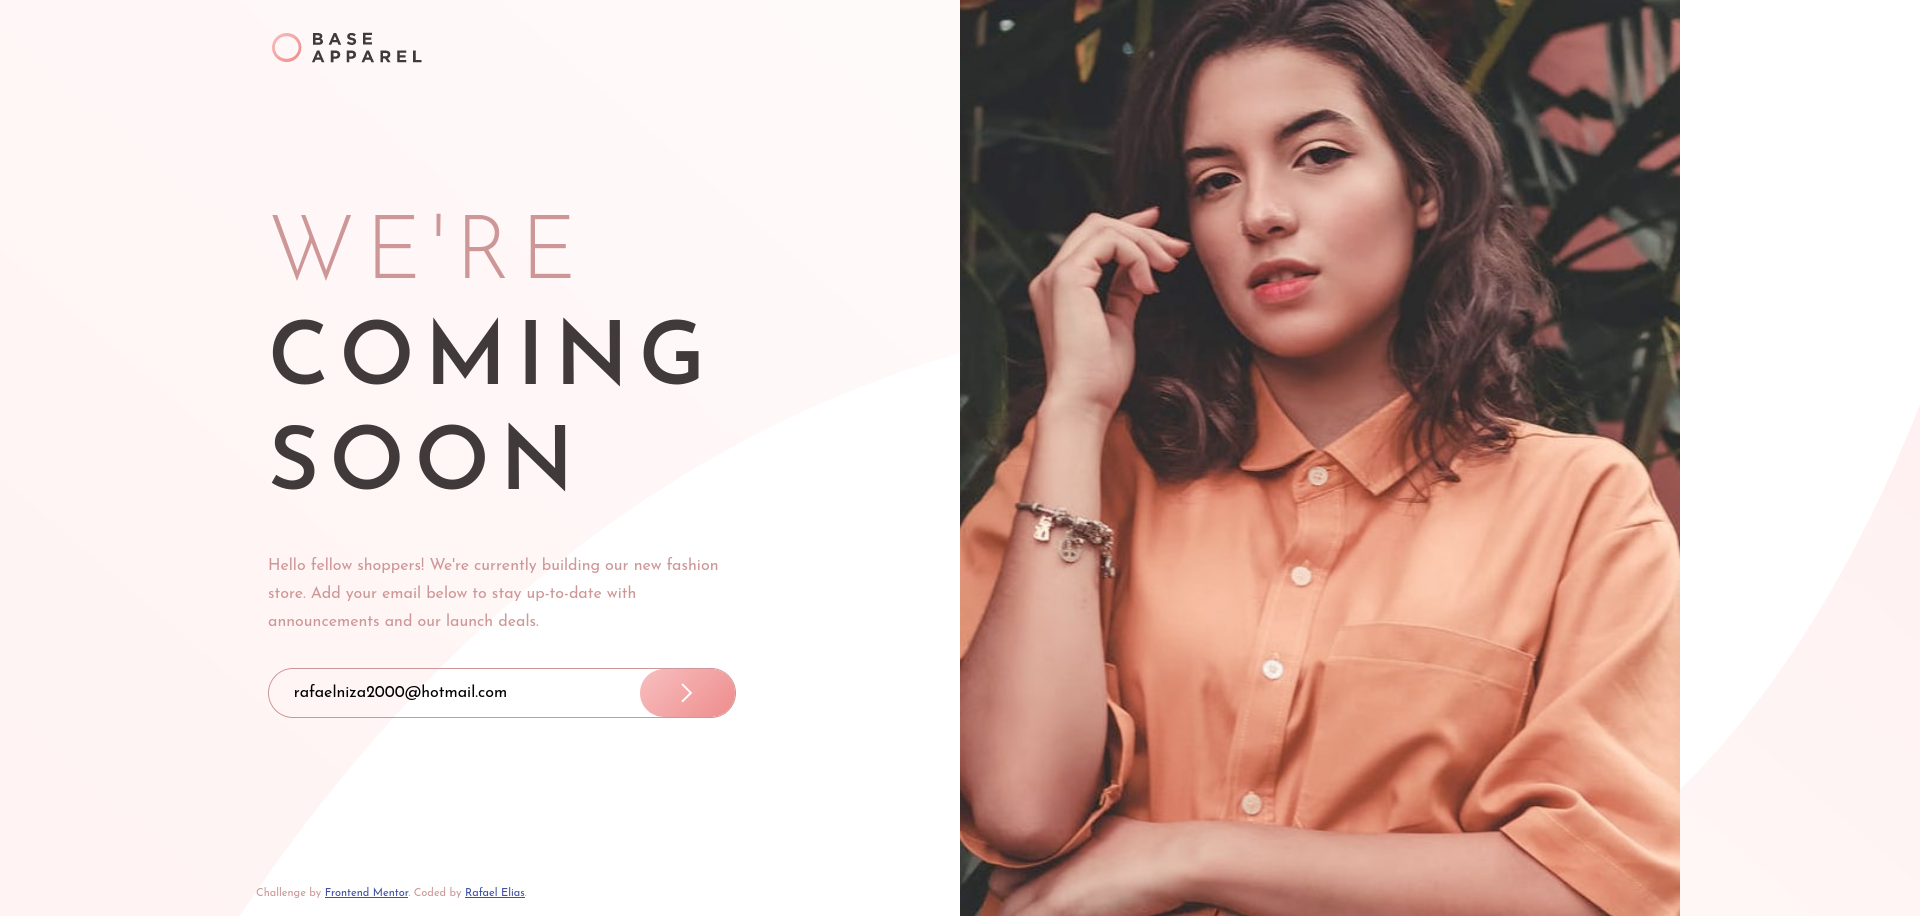 BASE
APPAREL
WE'RE
COMING
SOON
Hello fellow shoppers! We're currently building our new fashion
store. Add your email below to stay up-to-date with
announcements and our launch deals.
rafaelniza2000@hotmail.com
Challenge by Frontend Mentor. Coded by Rafael Elias.